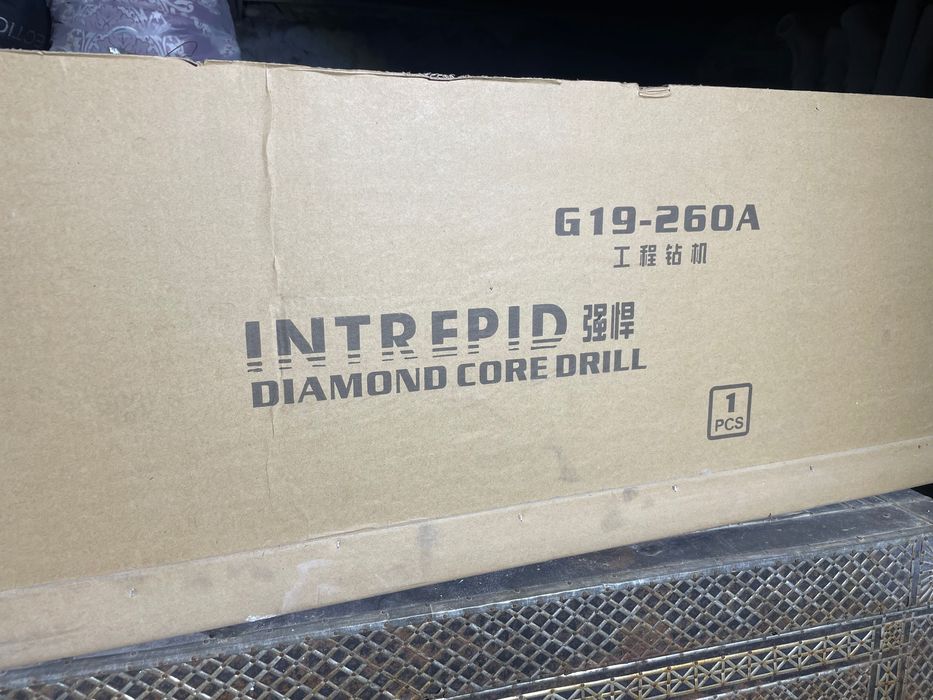 G19-260A
工程钻机
INTREPID 强悍
DIAMOND CORE DRILL
1
PCS